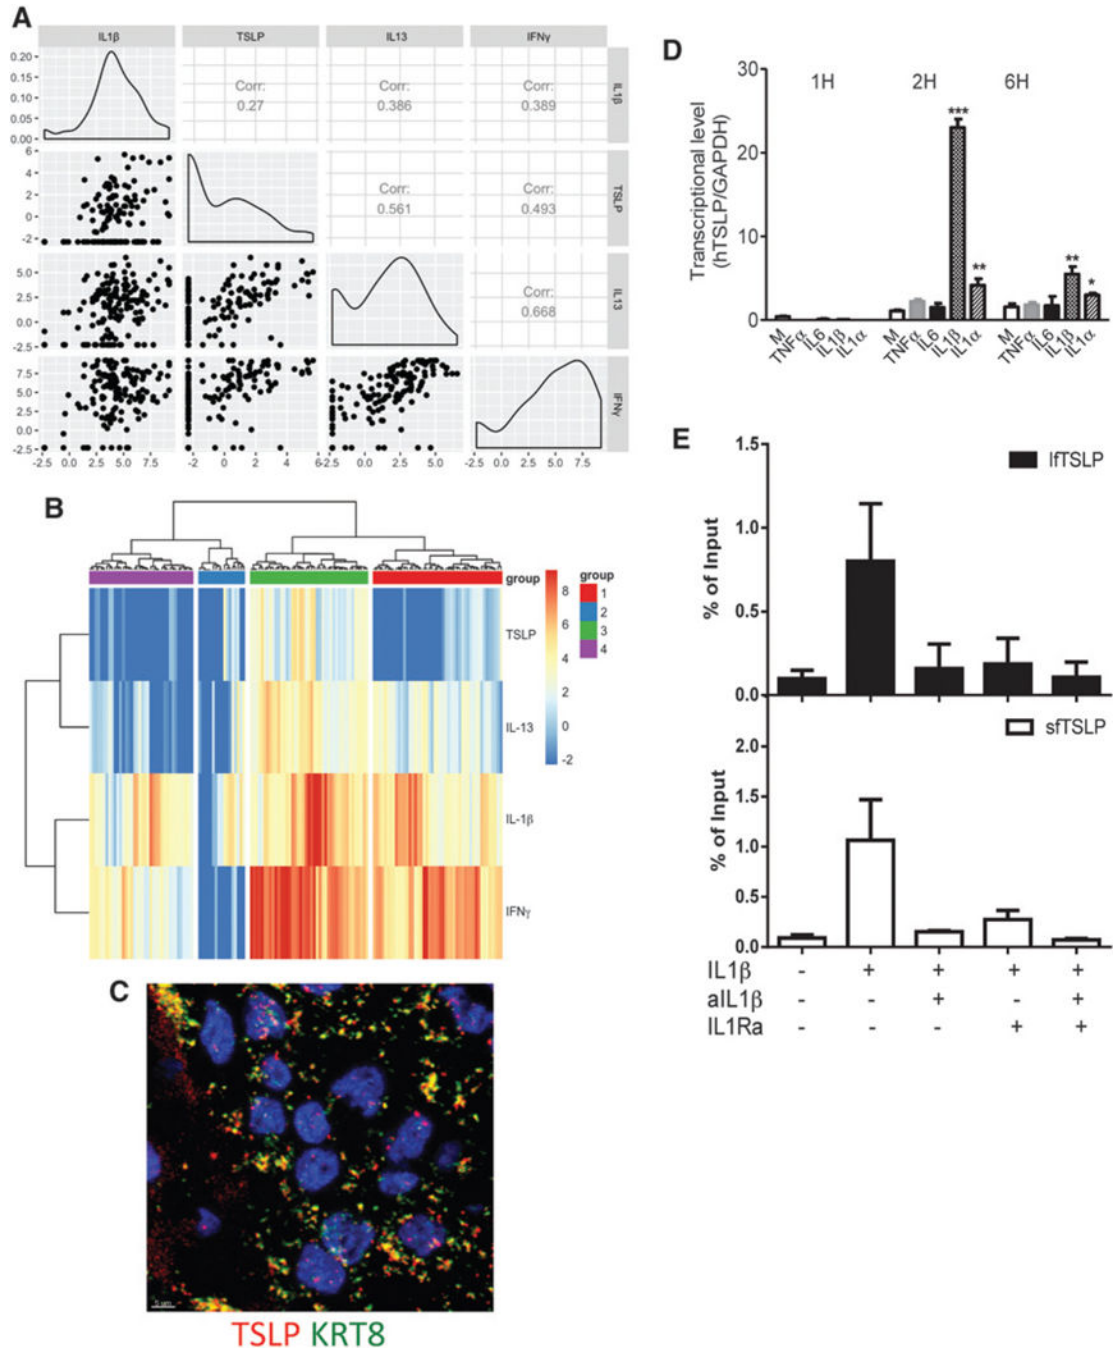 A
IL1β TSLP IL13 IFNγ
0.20
0.15
0.10
0.05
0.00
Corr:
0.27
Corr:
0.386
Corr:
0.389
IL1β
6
4
2
0
-2
Corr:
0.561
Corr:
0.493
TSLP
5.0
2.5
0.0
-2.5
Corr:
0.668
IL13
7.5
5.0
2.5
0.0
IFNγ
-2.5 0.0 2.5 5.0 7.5 -2 0 2 4 6 -2.5 0.0 2.5 5.0 -2.5 0.0 2.5 5.0 7.5
B
group
TSLP
IL-13
IL-1β
IFNγ
8
6
4
2
0
-2
group
1
2
3
4
C
5 um
TSLP KRT8
D
Transcriptional level
(hTSLP/GAPDH)
30
20
10
0
1H 2H 6H
***
**
**
*
M TNFα IL6 IL1β IL1α M TNFα IL6 IL1β IL1α M TNFα IL6 IL1β IL1α
E
% of Input
1.5
1.0
0.5
0.0
lfTSLP
% of Input
2.0
1.5
1.0
0.5
0.0
sfTSLP
IL1β - + + + +
aIL1β - - + - +
IL1Ra - - - + +